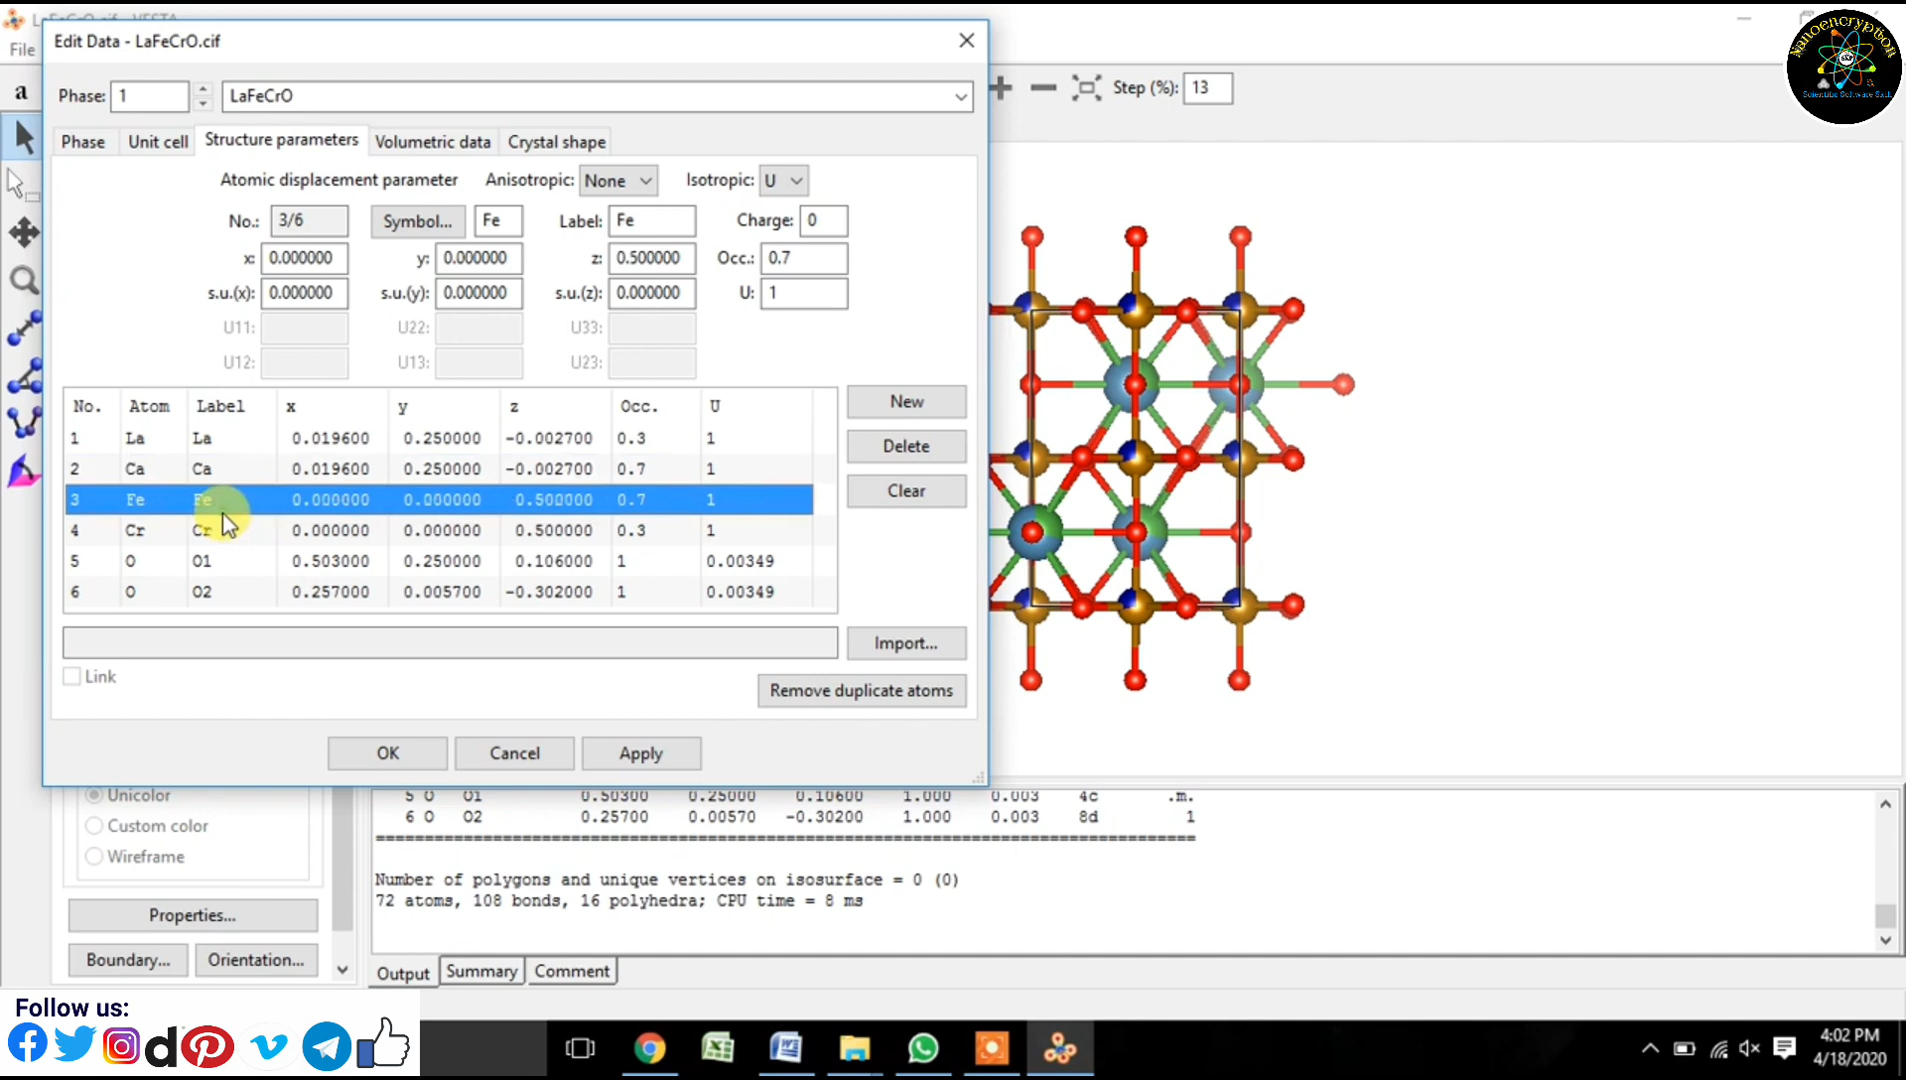 LaFeCrO.cif - VESTA
Edit Data - LaFeCrO.cif
File
Phase: 1 LaFeCrO
Step (%): 13
Nanoencryption
Scientific Software Skill
a
Phase Unit cell Structure parameters Volumetric data Crystal shape
Atomic displacement parameter Anisotropic: None Isotropic: U
No.: 3/6 Symbol... Fe Label: Fe Charge: 0
x: 0.000000 y: 0.000000 z: 0.500000 Occ.: 0.7
s.u.(x): 0.000000 s.u.(y): 0.000000 s.u.(z): 0.000000 U: 1
U11: U22: U33:
U12: U13: U23:
No. Atom Label x y z Occ. U
1 La La 0.019600 0.250000 -0.002700 0.3 1
2 Ca Ca 0.019600 0.250000 -0.002700 0.7 1
3 Fe Fe 0.000000 0.000000 0.500000 0.7 1
4 Cr Cr 0.000000 0.000000 0.500000 0.3 1
5 O O1 0.503000 0.250000 0.106000 1 0.00349
6 O O2 0.257000 0.005700 -0.302000 1 0.00349
New
Delete
Clear
Import...
Link
Remove duplicate atoms
OK Cancel Apply
Unicolor
Custom color
Wireframe
Properties...
Boundary... Orientation...
5 O O1 0.50300 0.25000 0.10600 1.000 0.003 4c .m.
6 O O2 0.25700 0.00570 -0.30200 1.000 0.003 8d 1
Number of polygons and unique vertices on isosurface = 0 (0)
72 atoms, 108 bonds, 16 polyhedra; CPU time = 8 ms
Output Summary Comment
Follow us:
4:02 PM
4/18/2020